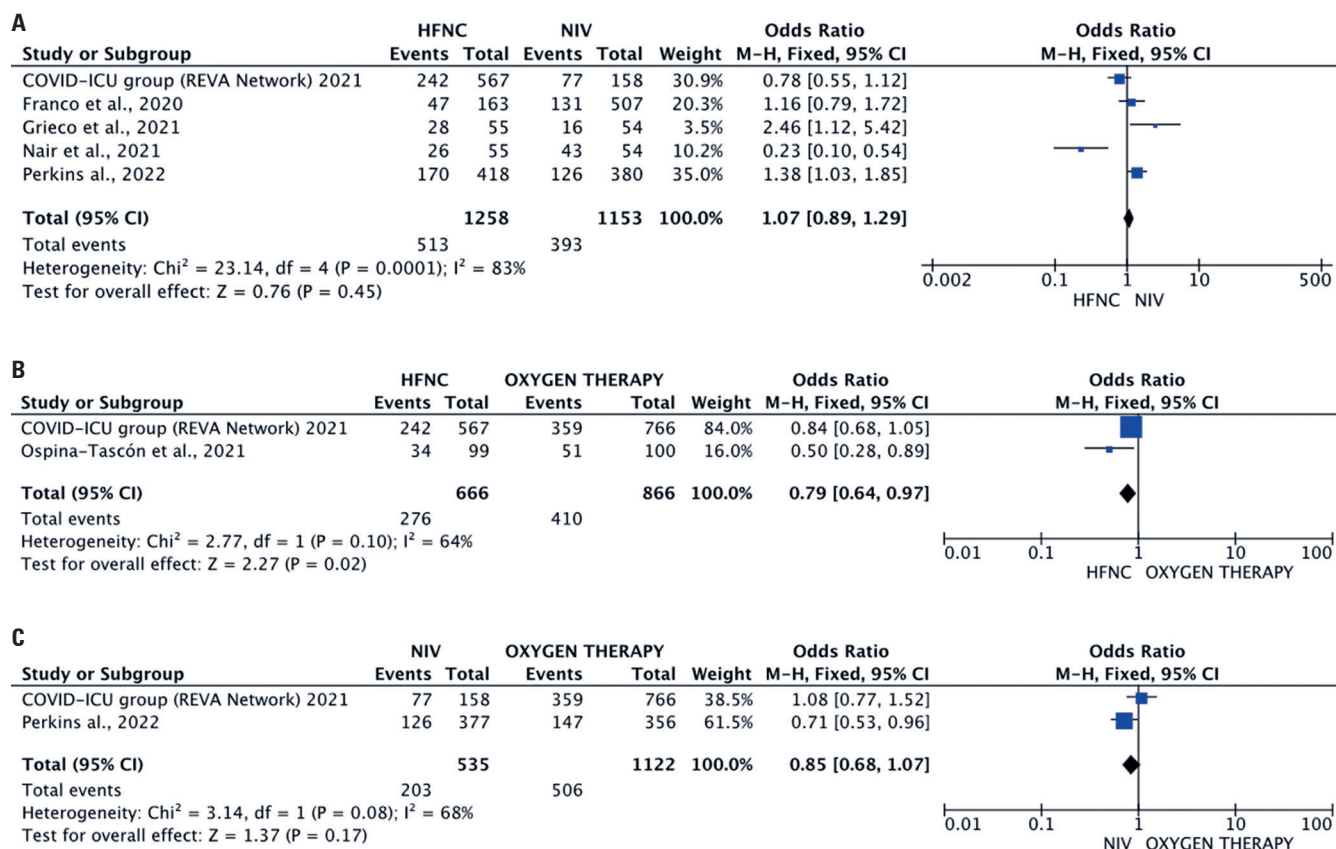 A
HFNC NIV Odds Ratio Odds Ratio
Study or Subgroup Events Total Events Total Weight M-H, Fixed, 95% CI M-H, Fixed, 95% CI
COVID-ICU group (REVA Network) 2021 242 567 77 158 30.9% 0.78 [0.55, 1.12]
Franco et al., 2020 47 163 131 507 20.3% 1.16 [0.79, 1.72]
Grieco et al., 2021 28 55 16 54 3.5% 2.46 [1.12, 5.42]
Nair et al., 2021 26 55 43 54 10.2% 0.23 [0.10, 0.54]
Perkins al., 2022 170 418 126 380 35.0% 1.38 [1.03, 1.85]
Total (95% CI) 1258 1153 100.0% 1.07 [0.89, 1.29]
Total events 513 393
Heterogeneity: Chi² = 23.14, df = 4 (P = 0.0001); I² = 83%
Test for overall effect: Z = 0.76 (P = 0.45)
0.002 0.1 1 10 500
HFNC NIV
B
HFNC OXYGEN THERAPY Odds Ratio Odds Ratio
Study or Subgroup Events Total Events Total Weight M-H, Fixed, 95% CI M-H, Fixed, 95% CI
COVID-ICU group (REVA Network) 2021 242 567 359 766 84.0% 0.84 [0.68, 1.05]
Ospina-Tascón et al., 2021 34 99 51 100 16.0% 0.50 [0.28, 0.89]
Total (95% CI) 666 866 100.0% 0.79 [0.64, 0.97]
Total events 276 410
Heterogeneity: Chi² = 2.77, df = 1 (P = 0.10); I² = 64%
Test for overall effect: Z = 2.27 (P = 0.02)
0.01 0.1 1 10 100
HFNC OXYGEN THERAPY
C
NIV OXYGEN THERAPY Odds Ratio Odds Ratio
Study or Subgroup Events Total Events Total Weight M-H, Fixed, 95% CI M-H, Fixed, 95% CI
COVID-ICU group (REVA Network) 2021 77 158 359 766 38.5% 1.08 [0.77, 1.52]
Perkins al., 2022 126 377 147 356 61.5% 0.71 [0.53, 0.96]
Total (95% CI) 535 1122 100.0% 0.85 [0.68, 1.07]
Total events 203 506
Heterogeneity: Chi² = 3.14, df = 1 (P = 0.08); I² = 68%
Test for overall effect: Z = 1.37 (P = 0.17)
0.01 0.1 1 10 100
NIV OXYGEN THERAPY